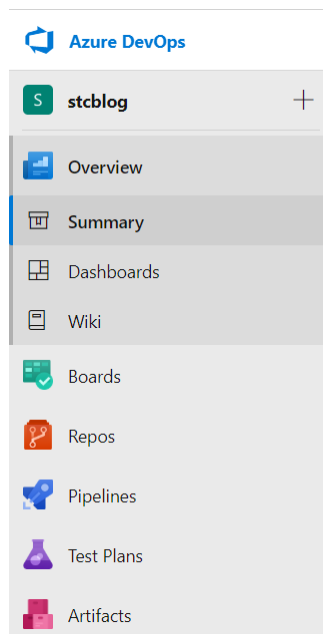 Azure DevOps
S stcblog +
Overview
Summary
Dashboards
Wiki
Boards
Repos
Pipelines
Test Plans
Artifacts